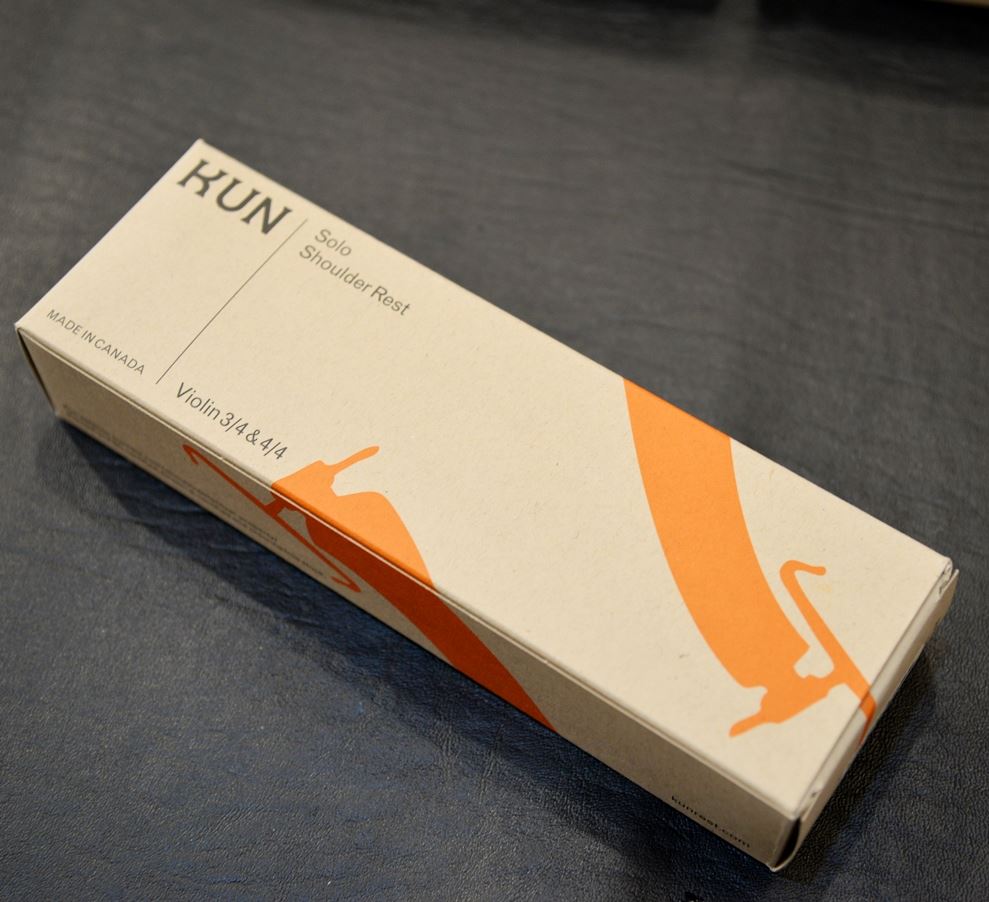 KUN
Solo
Shoulder Rest
MADE IN CANADA
Violin 3/4 & 4/4
kunrest.com